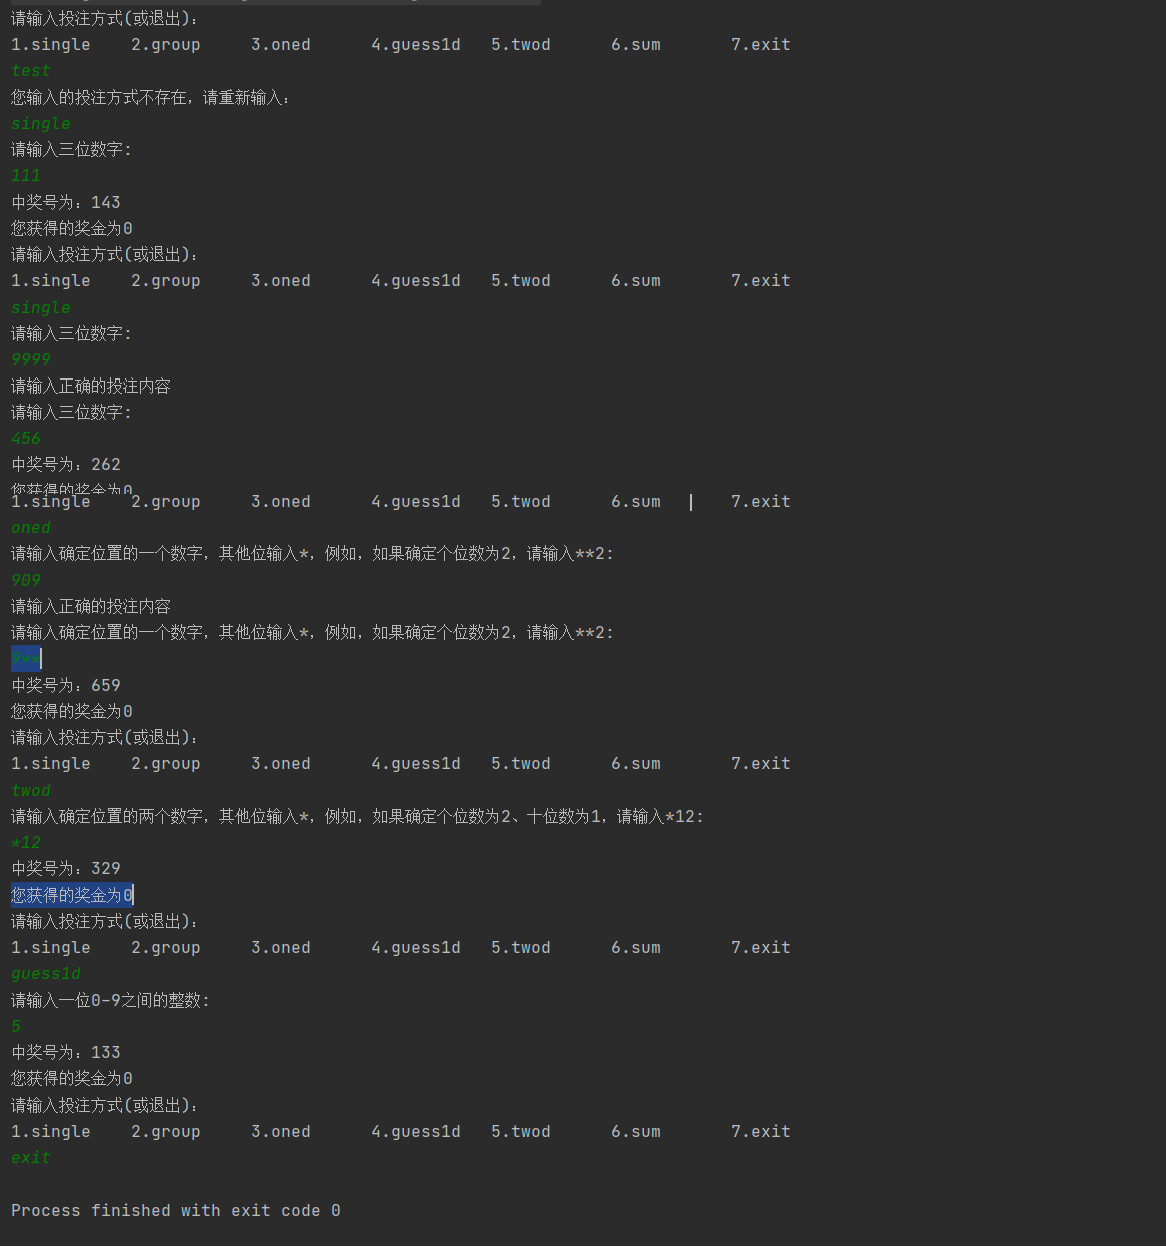 请输入投注方式(或退出):
1.single 2.group 3.oned 4.guess1d 5.twod 6.sum 7.exit
test
您输入的投注方式不存在，请重新输入:
single
请输入三位数字:
111
中奖号为：143
您获得的奖金为0
请输入投注方式(或退出):
1.single 2.group 3.oned 4.guess1d 5.twod 6.sum 7.exit
single
请输入三位数字:
9999
请输入正确的投注内容
请输入三位数字:
456
中奖号为：262
您获得的奖金为0
1.single 2.group 3.oned 4.guess1d 5.twod 6.sum 7.exit
oned
请输入确定位置的一个数字，其他位输入*，例如，如果确定个位数为2，请输入**2:
909
请输入正确的投注内容
请输入确定位置的一个数字，其他位输入*，例如，如果确定个位数为2，请输入**2:
9**
中奖号为：659
您获得的奖金为0
请输入投注方式(或退出):
1.single 2.group 3.oned 4.guess1d 5.twod 6.sum 7.exit
twod
请输入确定位置的两个数字，其他位输入*，例如，如果确定个位数为2、十位数为1，请输入*12:
*12
中奖号为：329
您获得的奖金为0
请输入投注方式(或退出):
1.single 2.group 3.oned 4.guess1d 5.twod 6.sum 7.exit
guess1d
请输入一位0-9之间的整数:
5
中奖号为：133
您获得的奖金为0
请输入投注方式(或退出):
1.single 2.group 3.oned 4.guess1d 5.twod 6.sum 7.exit
exit
Process finished with exit code 0